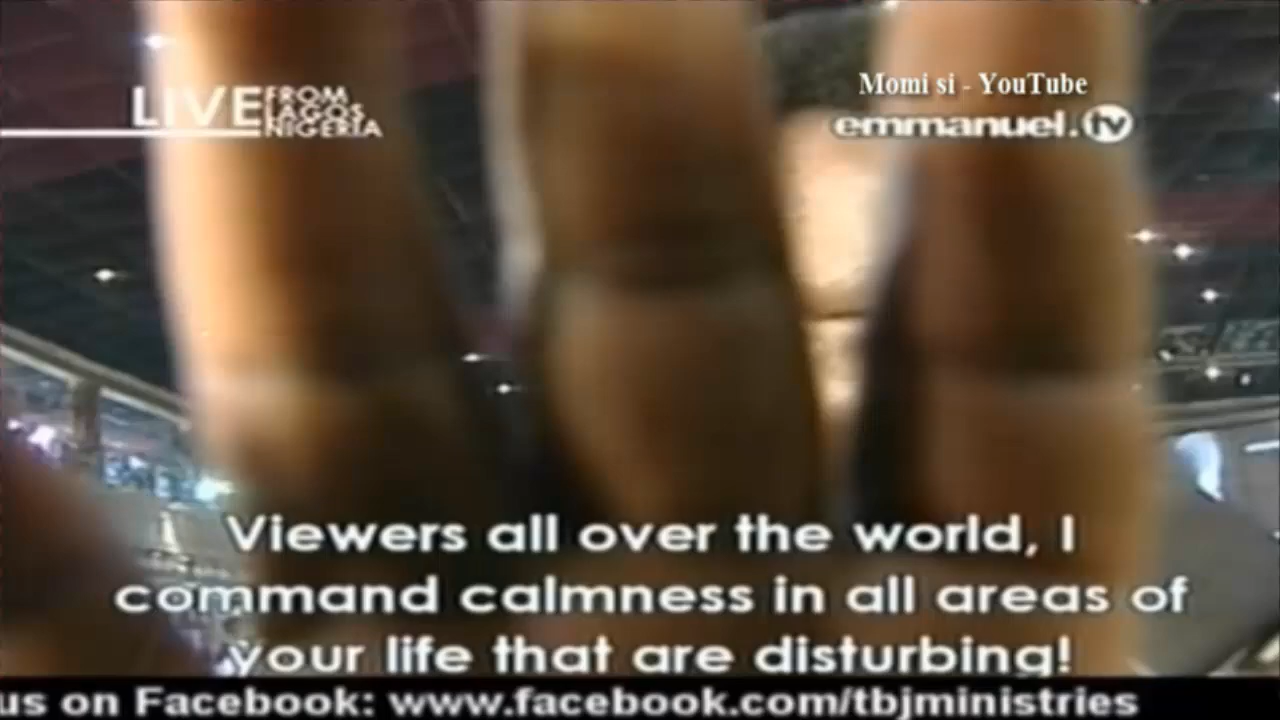 LIVE FROM
LAGOS
NIGERIA
Momi si - YouTube
emmanuel.tv
Viewers all over the world, I
command calmness in all areas of
your life that are disturbing!
us on Facebook: www.facebook.com/tbjministries